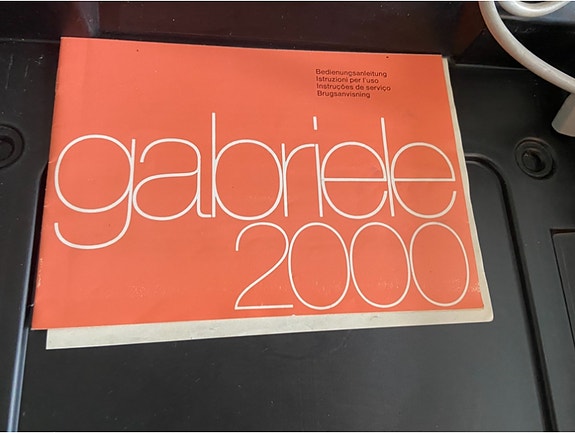 Bedienungsanleitung
Istruzioni per l'uso
Instruções de serviço
Brugsanvisning
gabriele
2000